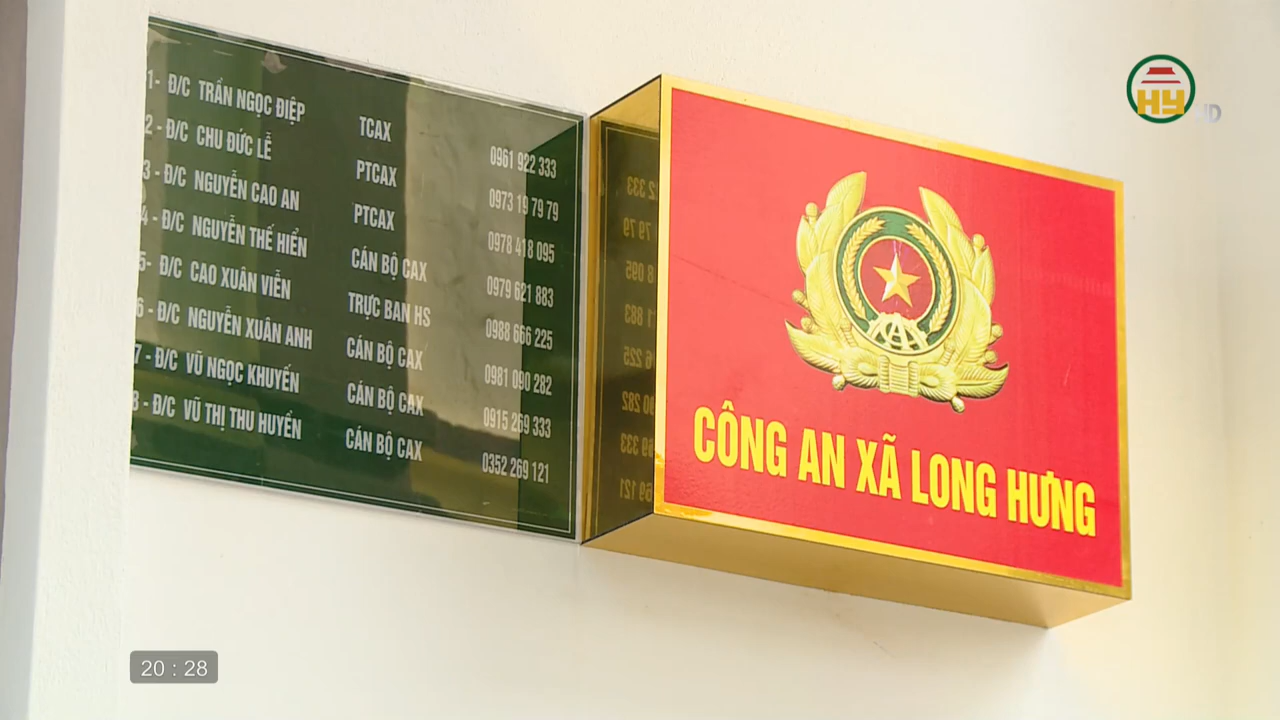 1- Đ/C TRẦN NGỌC ĐIỆP TCAX 0961 922 333
2 - Đ/C CHU ĐỨC LỄ PTCAX 0973 19 79 79
3 - Đ/C NGUYỄN CAO AN PTCAX 0978 418 095
4 - Đ/C NGUYỄN THẾ HIỂN CÁN BỘ CAX 0979 621 883
5- Đ/C CAO XUÂN VIỄN TRỰC BAN HS 0988 666 225
6 - Đ/C NGUYỄN XUÂN ANH CÁN BỘ CAX 0981 090 282
7 - Đ/C VŨ NGỌC KHUYẾN CÁN BỘ CAX 0915 269 333
8 - Đ/C VŨ THỊ THU HUYỀN CÁN BỘ CAX 0352 269 121
CA
CÔNG AN XÃ LONG HƯNG
HY HD
20 : 28